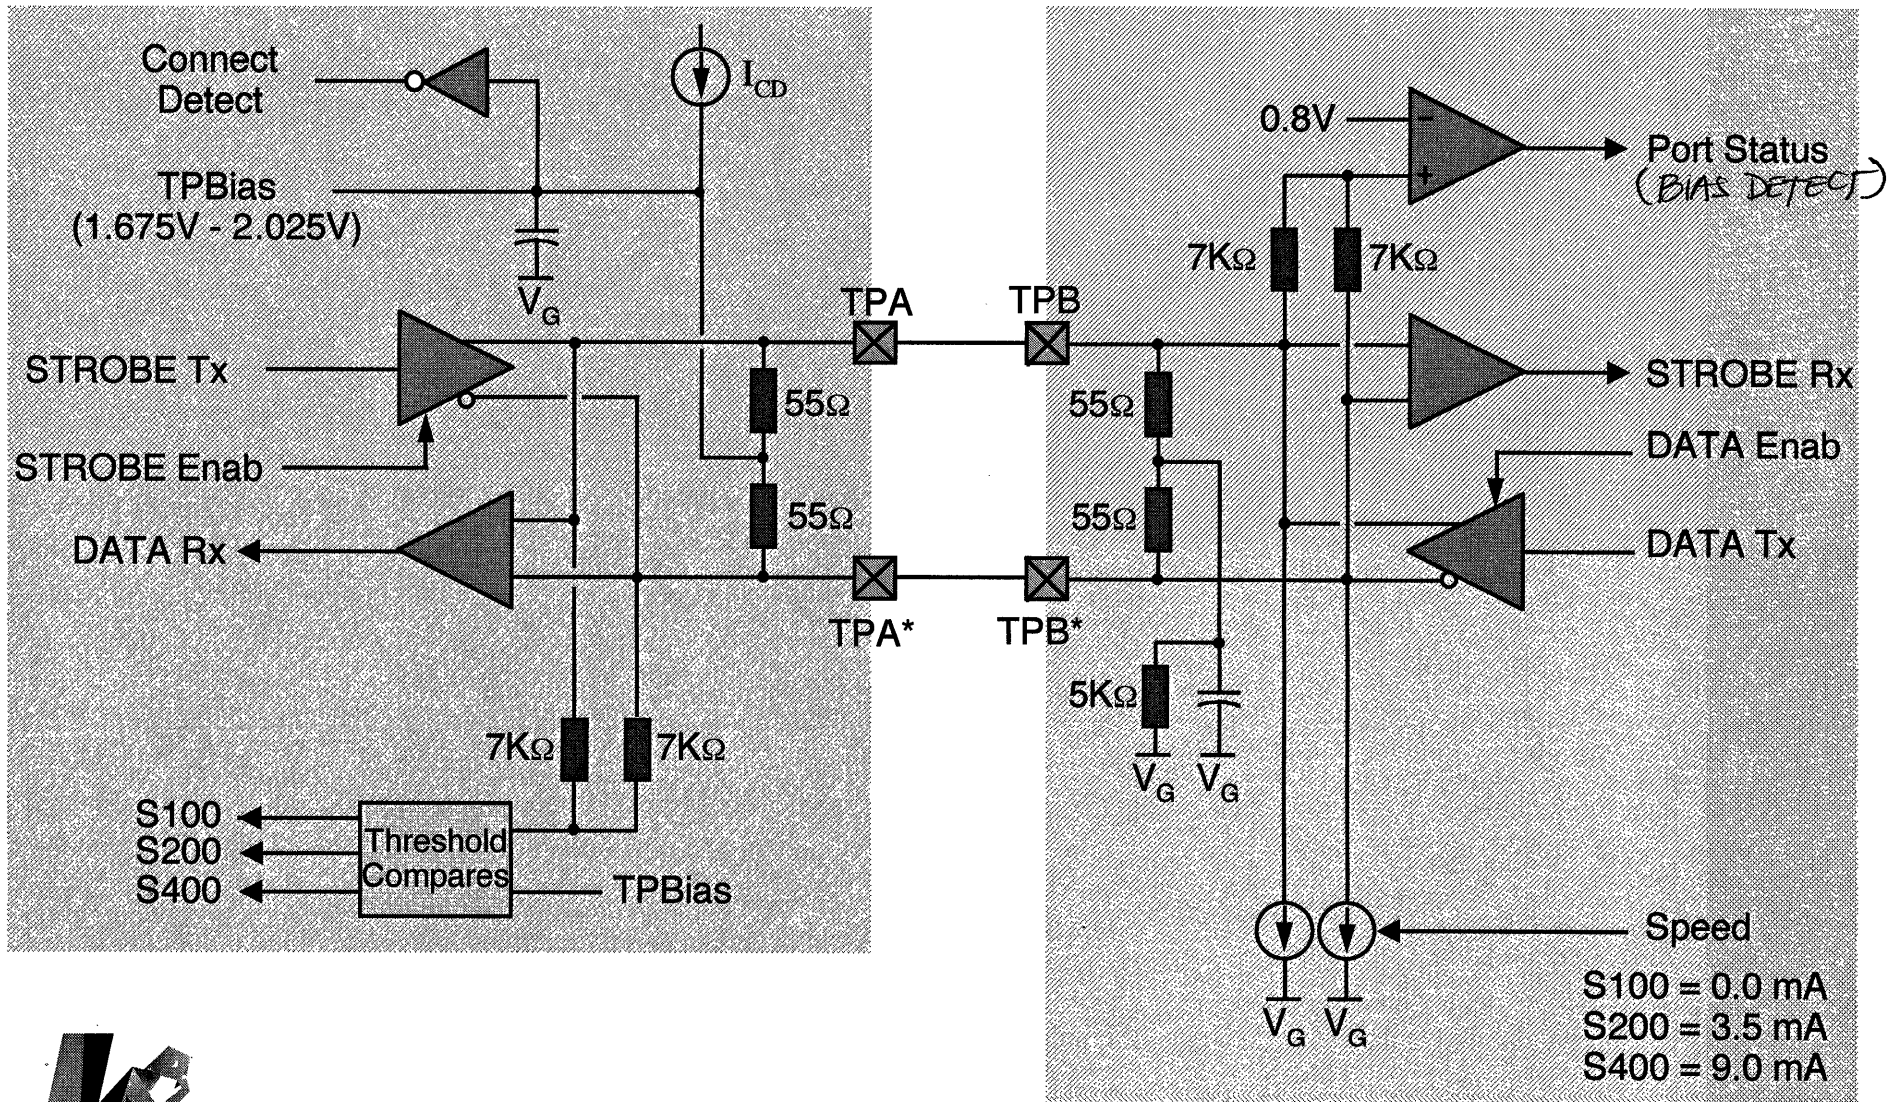 Connect
Detect
I_CD
TPBias
(1.675V - 2.025V)
V_G
STROBE Tx
STROBE Enab
DATA Rx
55Ω
55Ω
TPA
TPA*
7KΩ
7KΩ
S100
S200
S400
Threshold
Compares
TPBias
TPB
TPB*
0.8V
-
+
Port Status
(BIAS DETECT)
7KΩ
7KΩ
55Ω
55Ω
STROBE Rx
DATA Enab
DATA Tx
5KΩ
V_G
V_G
Speed
V_G
V_G
S100 = 0.0 mA
S200 = 3.5 mA
S400 = 9.0 mA